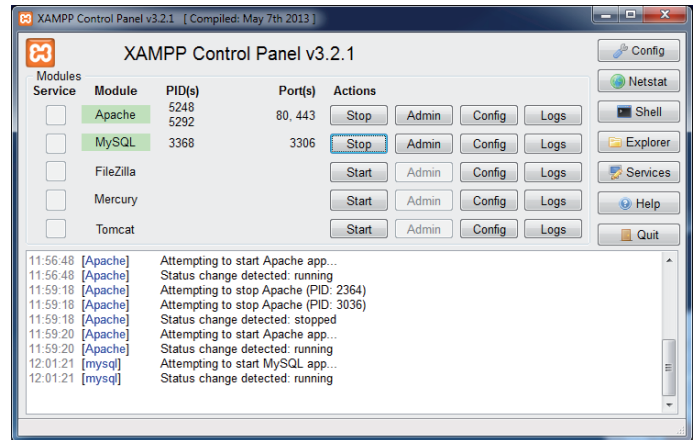 XAMPP Control Panel v3.2.1 [ Compiled: May 7th 2013 ]
XAMPP Control Panel v3.2.1
Config
Modules
Service Module PID(s) Port(s) Actions
Netstat
Apache 5248 5292 80, 443 Stop Admin Config Logs
Shell
MySQL 3368 3306 Stop Admin Config Logs
Explorer
FileZilla Start Admin Config Logs
Services
Mercury Start Admin Config Logs
Help
Tomcat Start Admin Config Logs
Quit
11:56:48 [Apache] Attempting to start Apache app...
11:56:48 [Apache] Status change detected: running
11:59:18 [Apache] Attempting to stop Apache (PID: 2364)
11:59:18 [Apache] Attempting to stop Apache (PID: 3036)
11:59:18 [Apache] Status change detected: stopped
11:59:20 [Apache] Attempting to start Apache app...
11:59:20 [Apache] Status change detected: running
12:01:21 [mysql] Attempting to start MySQL app...
12:01:21 [mysql] Status change detected: running